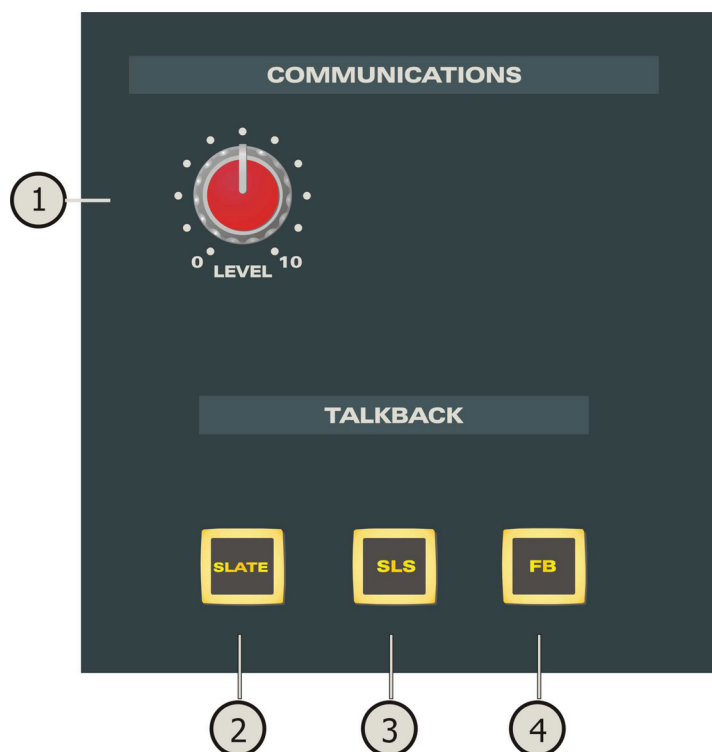 COMMUNICATIONS
1
0 LEVEL 10
TALKBACK
SLATE SLS FB
2 3 4